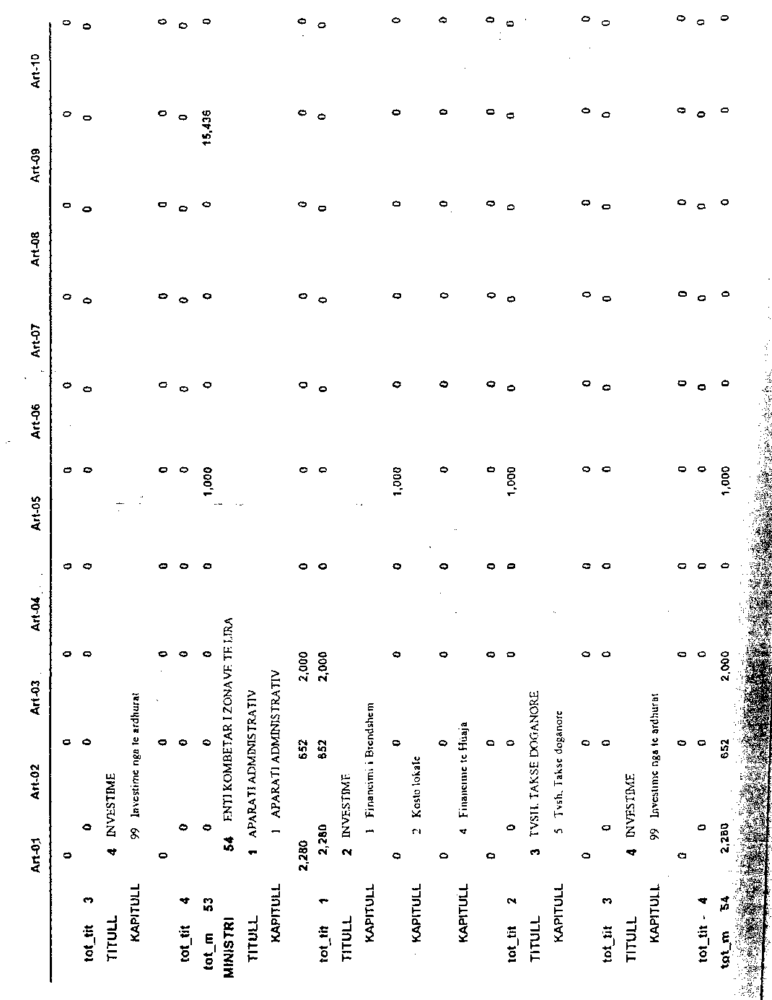 Art-01 Art-02 Art-03 Art-04 Art-05 Art-06 Art-07 Art-08 Art-09 Art-10
0 0 0 0 0 0 0 0 0 0
tot_tit 3 0 0 0 0 0 0 0 0 0 0
TITULL 4 INVESTIME
KAPITULL 99 Investime nga te ardhurat
0 0 0 0 0 0 0 0 0 0
tot_tit 4 0 0 0 0 0 0 0 0 0 0
tot_m 53 0 0 0 0 1,000 0 0 0 15,436 0
MINISTRI 54 ENTI KOMBETAR I ZONAVE TE LIRA
TITULL 1 APARATI ADMINISTRATIV
KAPITULL 1 APARATI ADMINISTRATIV
2,280 652 2,000 0 0 0 0 0 0 0
tot_tit 1 2,280 652 2,000 0 0 0 0 0 0 0
TITULL 2 INVESTIME
KAPITULL 1 Financimi i Brendshem
0 0 0 0 1,000 0 0 0 0 0
KAPITULL 2 Kosto lokale
0 0 0 0 0 0 0 0 0 0
KAPITULL 4 Financime te Huaja
0 0 0 0 0 0 0 0 0 0
tot_tit 2 0 0 0 0 1,000 0 0 0 0 0
TITULL 3 TVSH. TAKSE DOGANORE
KAPITULL 5 Tvsh. Takse doganore
0 0 0 0 0 0 0 0 0 0
tot_tit 3 0 0 0 0 0 0 0 0 0 0
TITULL 4 INVESTIME
KAPITULL 99 Investime nga te ardhurat
0 0 0 0 0 0 0 0 0 0
tot_tit - 4 0 0 0 0 0 0 0 0 0 0
tot_m 54 2,280 652 2,000 0 1,000 0 0 0 0 0